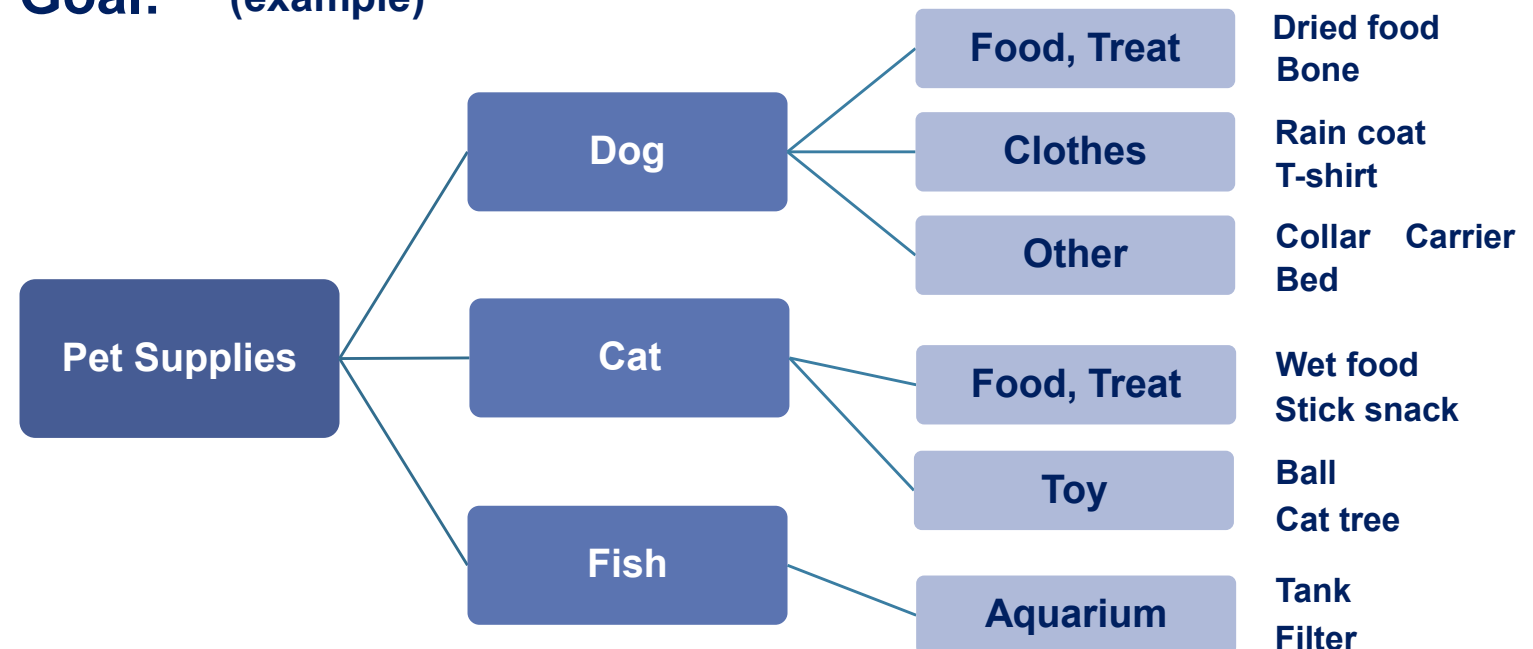 Goal: (example)
Food, Treat
Dried food
Bone
Dog
Clothes
Rain coat
T-shirt
Other
Collar Carrier
Bed
Pet Supplies
Cat
Food, Treat
Wet food
Stick snack
Toy
Ball
Cat tree
Fish
Aquarium
Tank
Filter